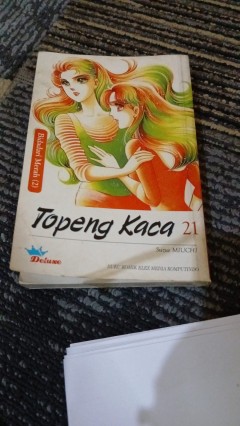 Bidadari Merah (2)
Topeng Kaca 21
Suzue MIUCHI
Deluxe